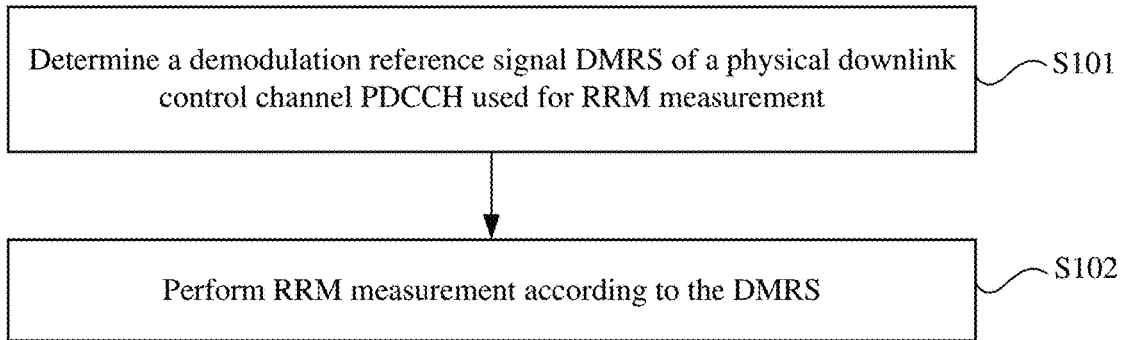 Determine a demodulation reference signal DMRS of a physical downlink
control channel PDCCH used for RRM measurement
S101
Perform RRM measurement according to the DMRS
S102